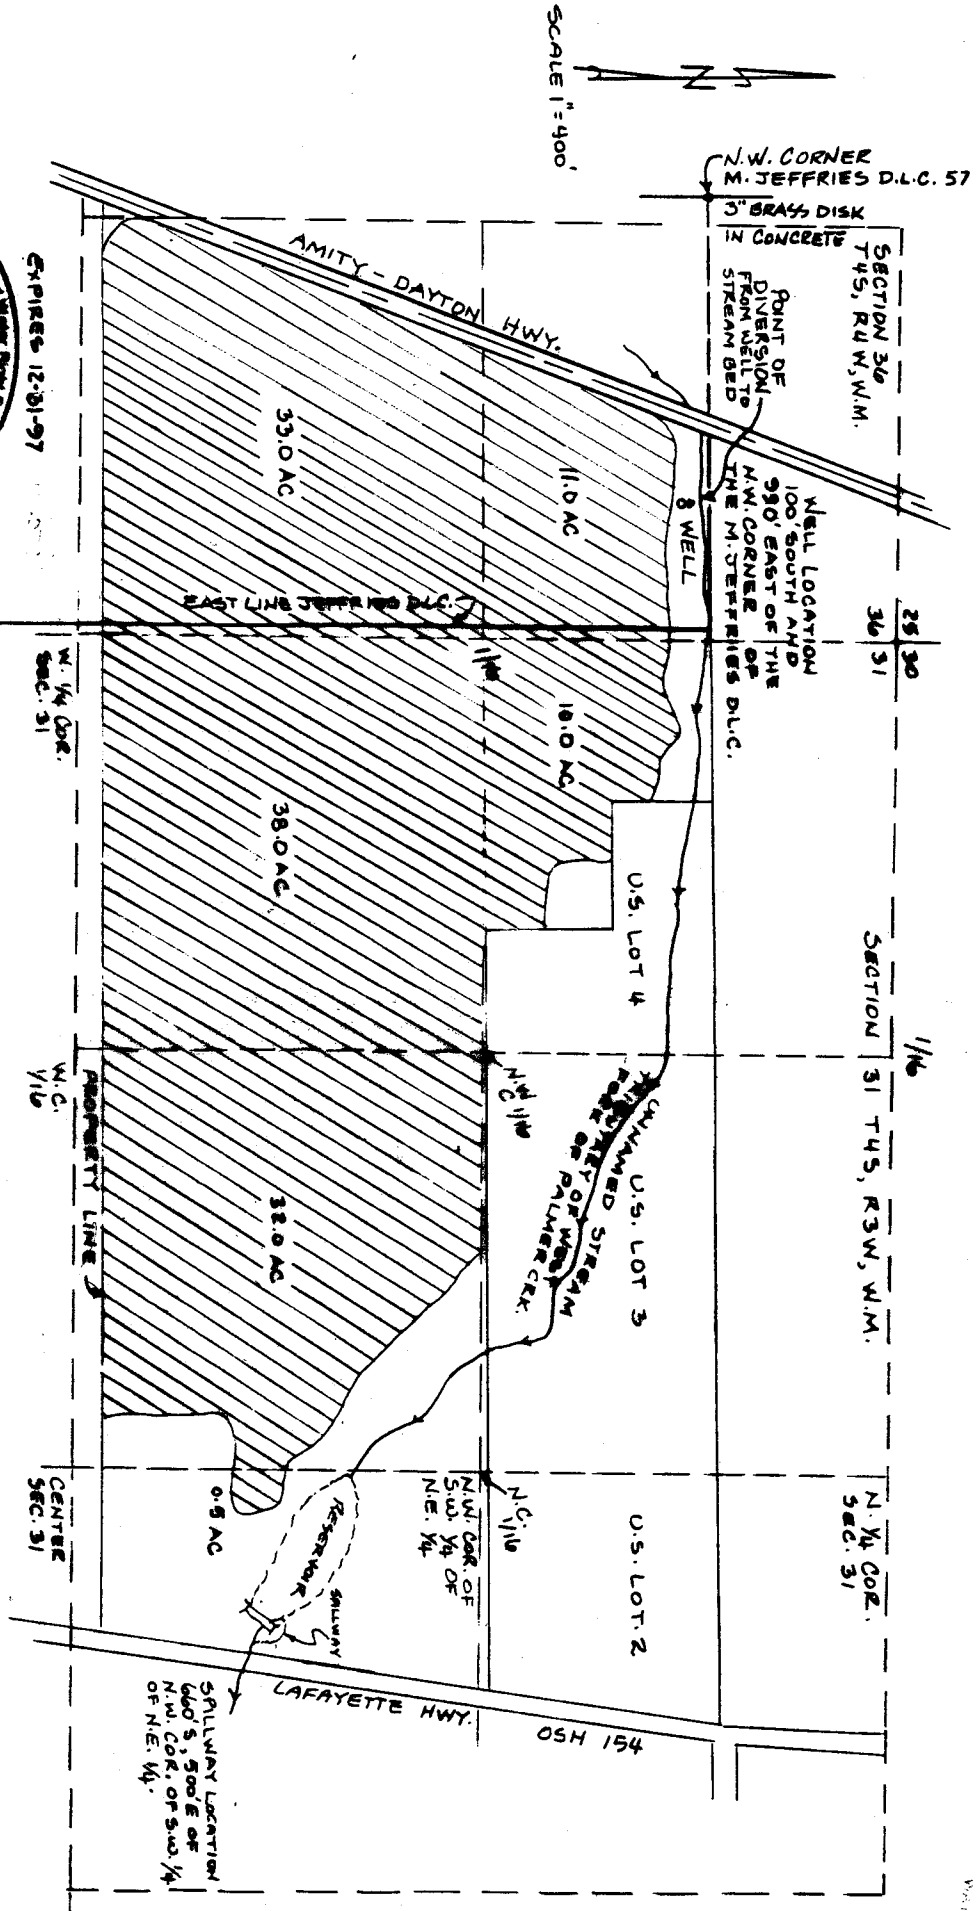 SCALE 1"=400'
N
N.W. CORNER
M. JEFFRIES D.L.C. 57
3" BRASS DISK
IN CONCRETE
SECTION 36
T4S, R4W, W.M.
POINT OF
DIVERSION
FROM WELL TO
STREAM BED
AMITY - DAYTON HWY.
WELL LOCATION
100' SOUTH AND
990' EAST OF THE
N.W. CORNER OF
THE M. JEFFRIES D.L.C.
WELL
25 30
36 31
33.0 AC
11.0 AC
EAST LINE JEFFRIES D.L.C.
1/16
W. 1/4 COR.
SEC. 31
10.0 AC
38.0 AC
U.S. LOT 4
SECTION 31 T4S, R3W, W.M.
1/16
N.W.
C 1/16
W.C.
1/16
UNNAMED STREAM
TRIBUTARY OF WEST
FORK OF PALMER CRK.
U.S. LOT 3
32.0 AC
PROPERTY LINE
N. 1/4 COR.
SEC. 31
N.C.
1/16
N.W. COR. OF
S.W. 1/4 OF
N.E. 1/4
U.S. LOT 2
CENTER
SEC. 31
0.5 AC
RESERVOIR
SPILLWAY
LAFAYETTE HWY.
OSH 154
SPILLWAY LOCATION
660'S, 500'E OF
N.W. COR. OF S.W. 1/4
OF N.E. 1/4.
EXPIRES 12-31-97